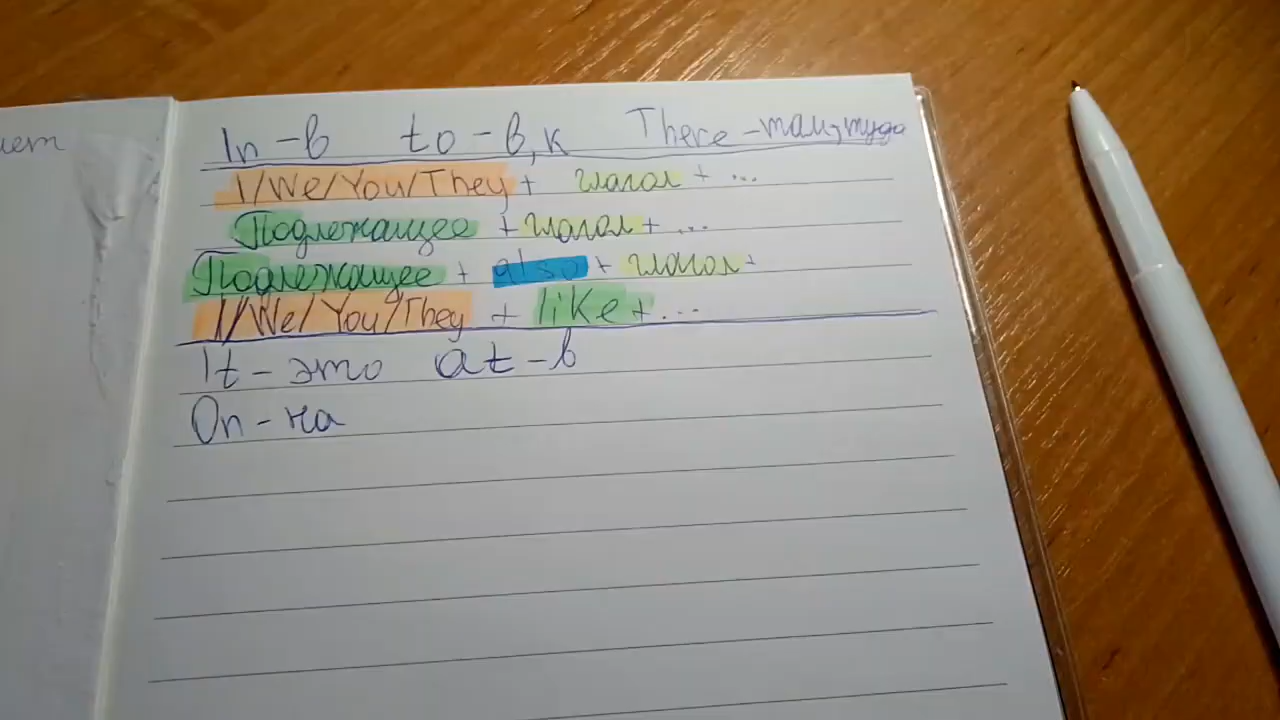 In - в to - в, к There - там, туда
I/We/You/They + глагол + ...
Подлежащее + глагол + ...
Подлежащее + also + глагол +
I/We/You/They + like + ...
It - это at - в
On - на